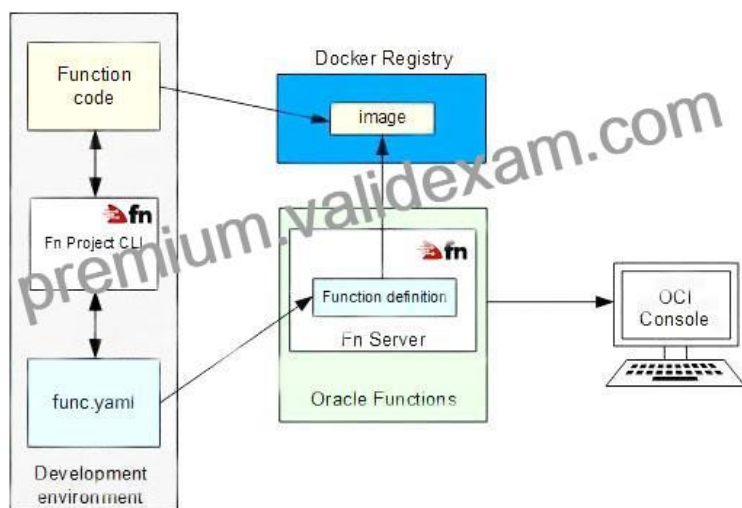 Function
code
fn
Fn Project CLI
func.yaml
Development
environment
Docker Registry
image
fn
Function definition
Fn Server
Oracle Functions
OCI
Console
premium.validexam.com